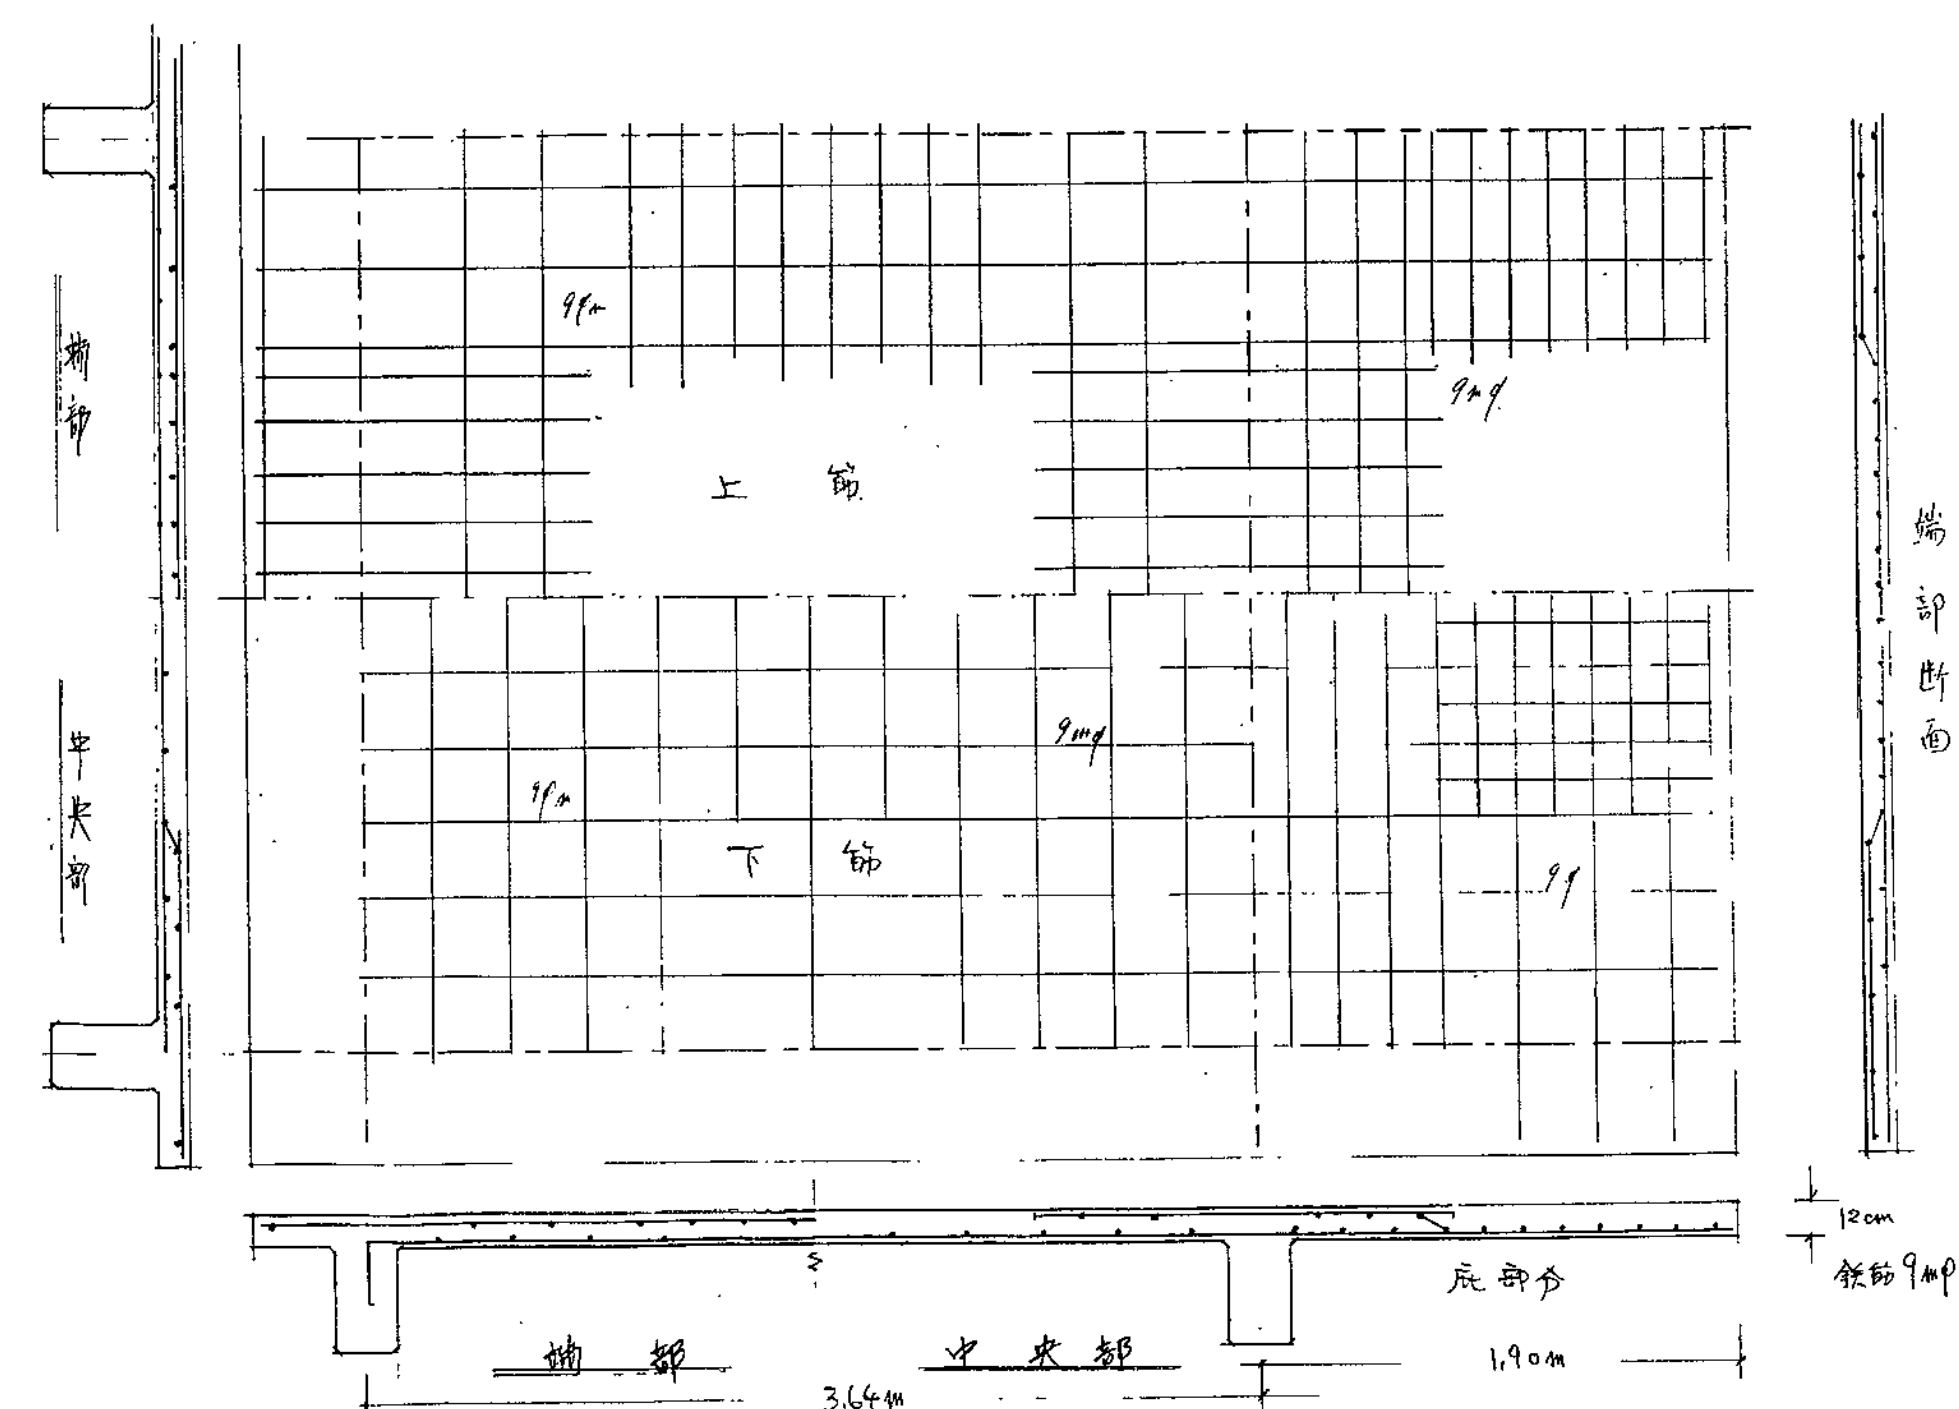 9φm
端部
9mφ
上 筋
端部断面
9mφ
中央部
9φm
下 筋
9φ
12cm
庇部分
鉄筋9mφ
端 部
中 央 部
1.90m
3.64m